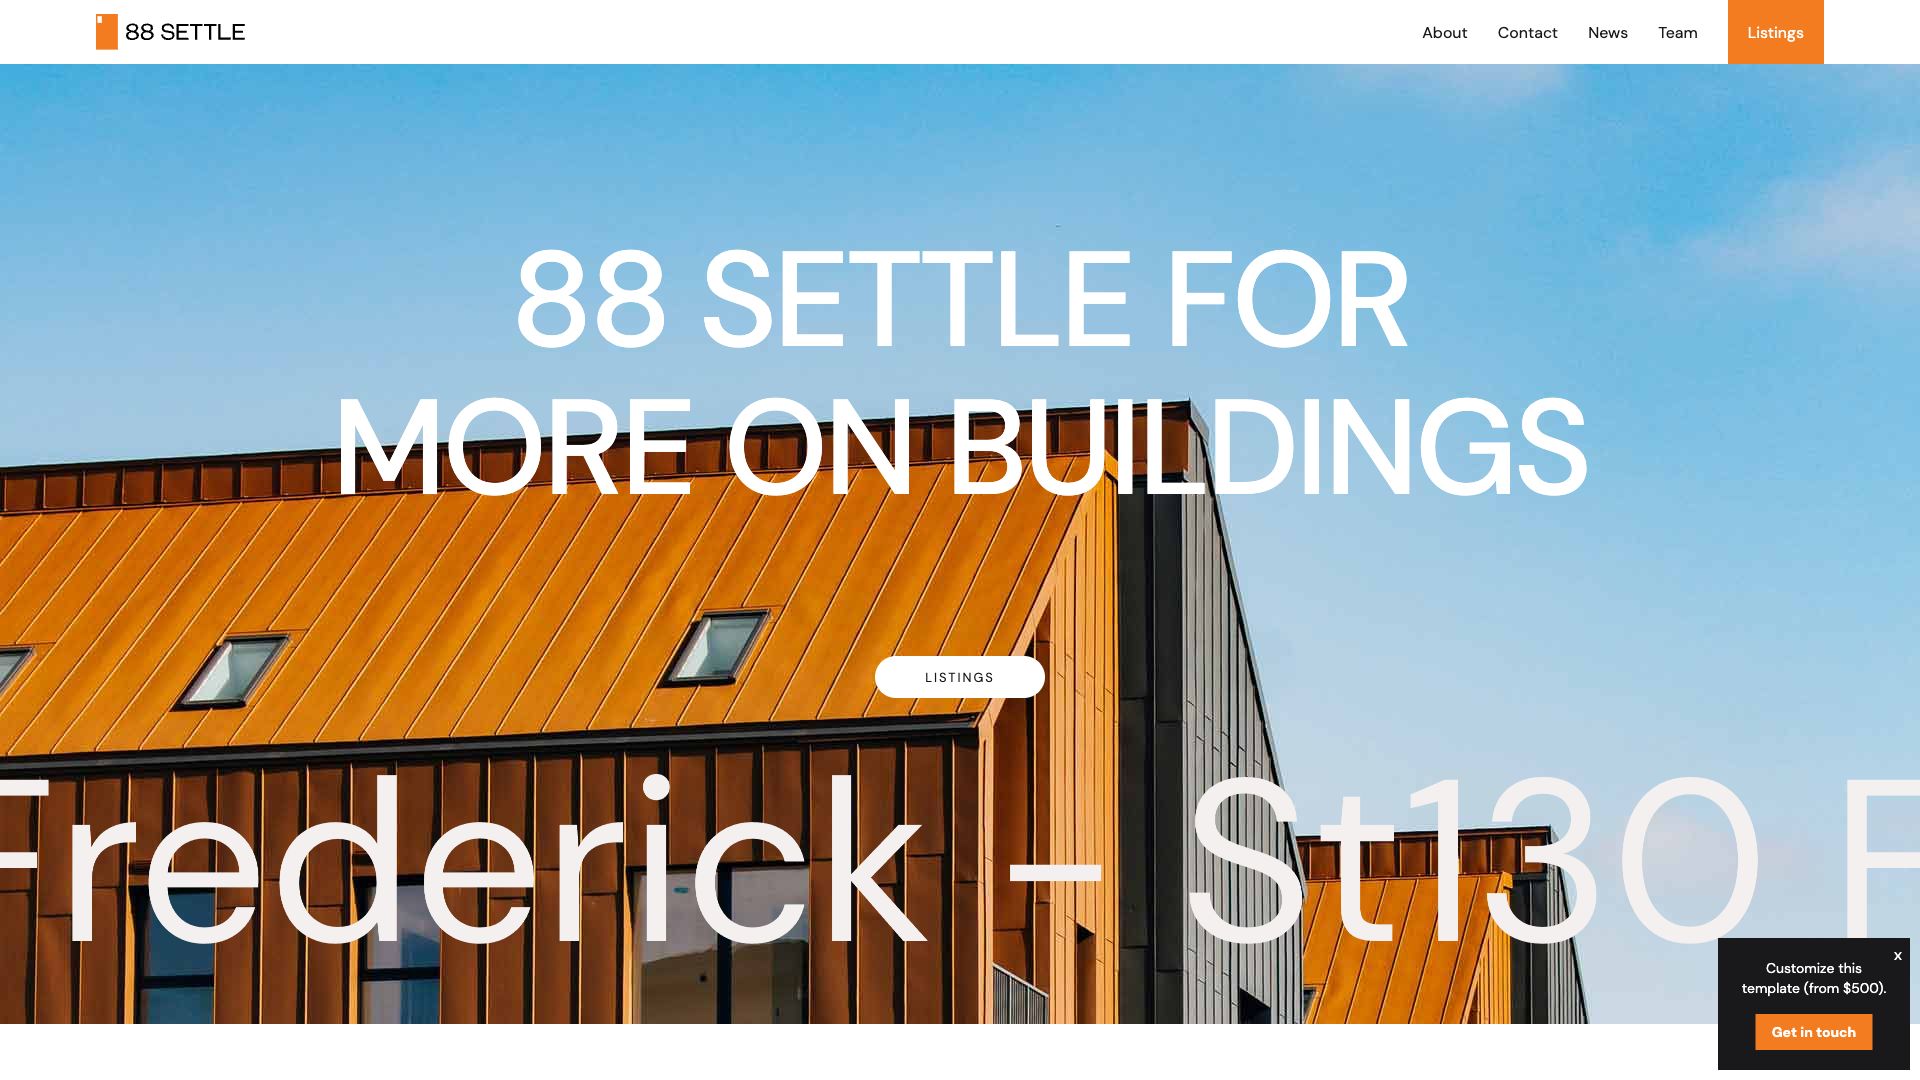 88 SETTLE
About
Contact
News
Team
Listings
88 SETTLE FOR
MORE ON BUILDINGS
LISTINGS
Frederick – St130 F
x
Customize this
template (from $500).
Get in touch